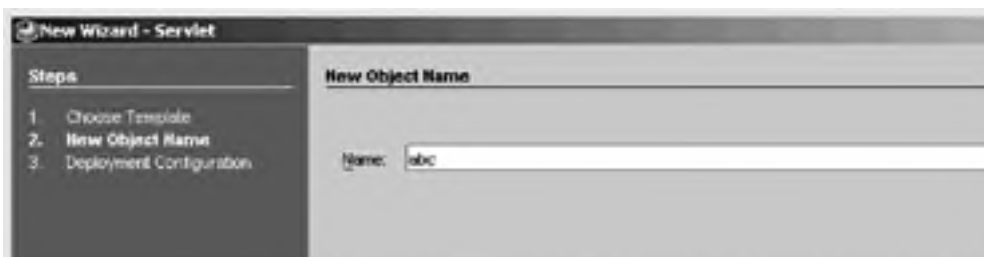 New Wizard - Servlet
Steps
1. Choose Template
2. New Object Name
3. Deployment Configuration
New Object Name
Name: abc